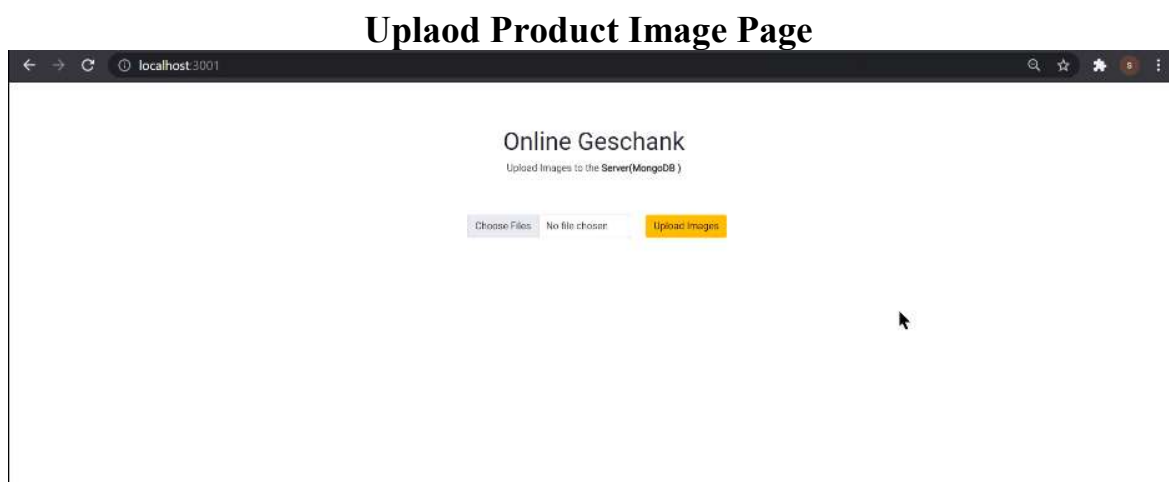 Uplaod Product Image Page
localhost:3001
S
Online Geschank
Upload Images to the Server(MongoDB )
Choose Files No file chosen Upload Images